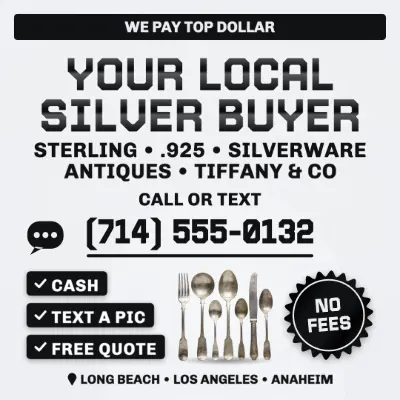 WE PAY TOP DOLLAR
YOUR LOCAL
SILVER BUYER
STERLING • .925 • SILVERWARE
ANTIQUES • TIFFANY & CO
CALL OR TEXT
(714) 555-0132
CASH
TEXT A PIC
FREE QUOTE
NO
FEES
LONG BEACH • LOS ANGELES • ANAHEIM